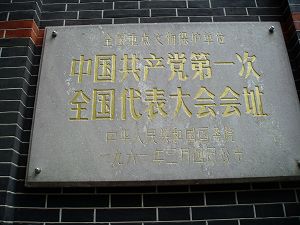 全国重点文物保护单位
中国共产党第一次
全国代表大会会址
中华人民共和国国务院
一九六一年三月四日公布